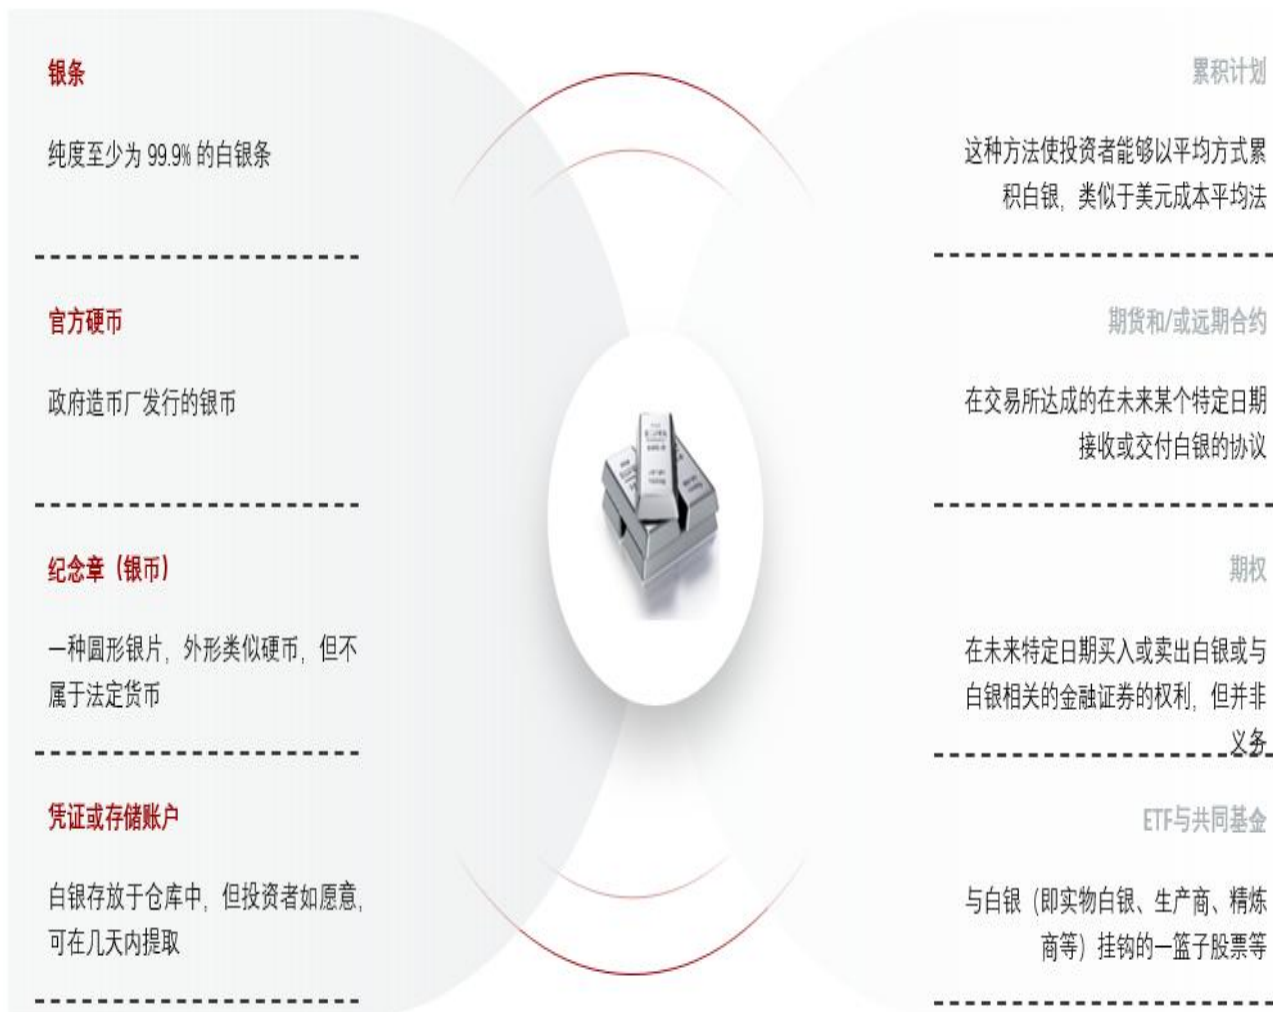 银条
纯度至少为 99.9% 的白银条
官方硬币
政府造币厂发行的银币
纪念章（银币）
一种圆形银片，外形类似硬币，但不
属于法定货币
凭证或存储账户
白银存放于仓库中，但投资者如愿意，
可在几天内提取
累积计划
这种方法使投资者能够以平均方式累
积白银，类似于美元成本平均法
期货和/或远期合约
在交易所达成的在未来某个特定日期
接收或交付白银的协议
期权
在未来特定日期买入或卖出白银或与
白银相关的金融证券的权利，但并非
义务
ETF与共同基金
与白银（即实物白银、生产商、精炼
商等）挂钩的一篮子股票等